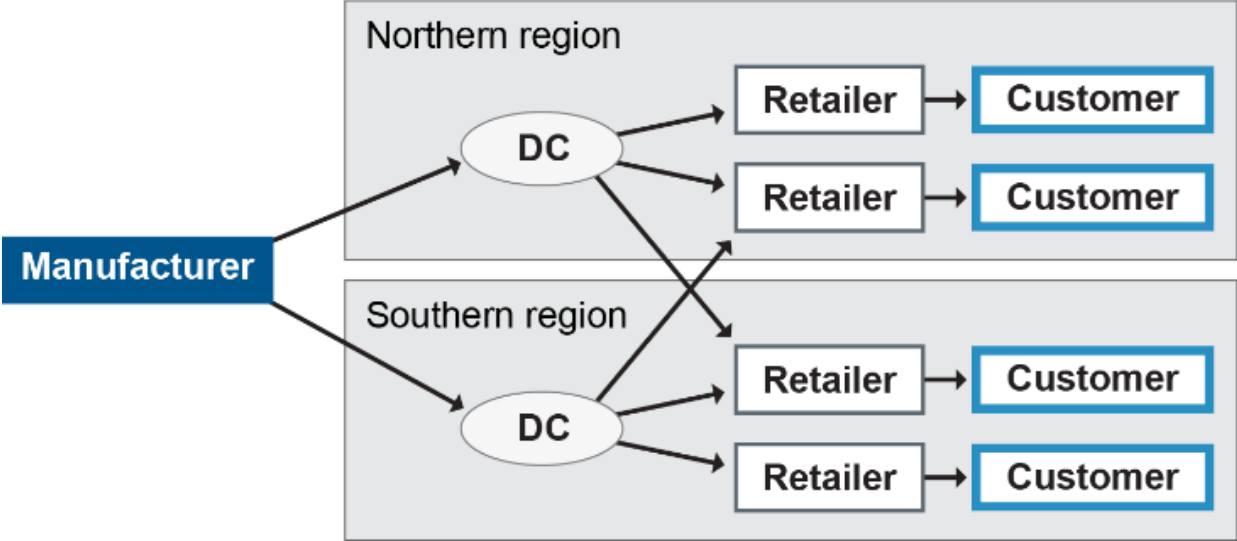 Northern region
Retailer
Customer
DC
Retailer
Customer
Manufacturer
Southern region
Retailer
Customer
DC
Retailer
Customer